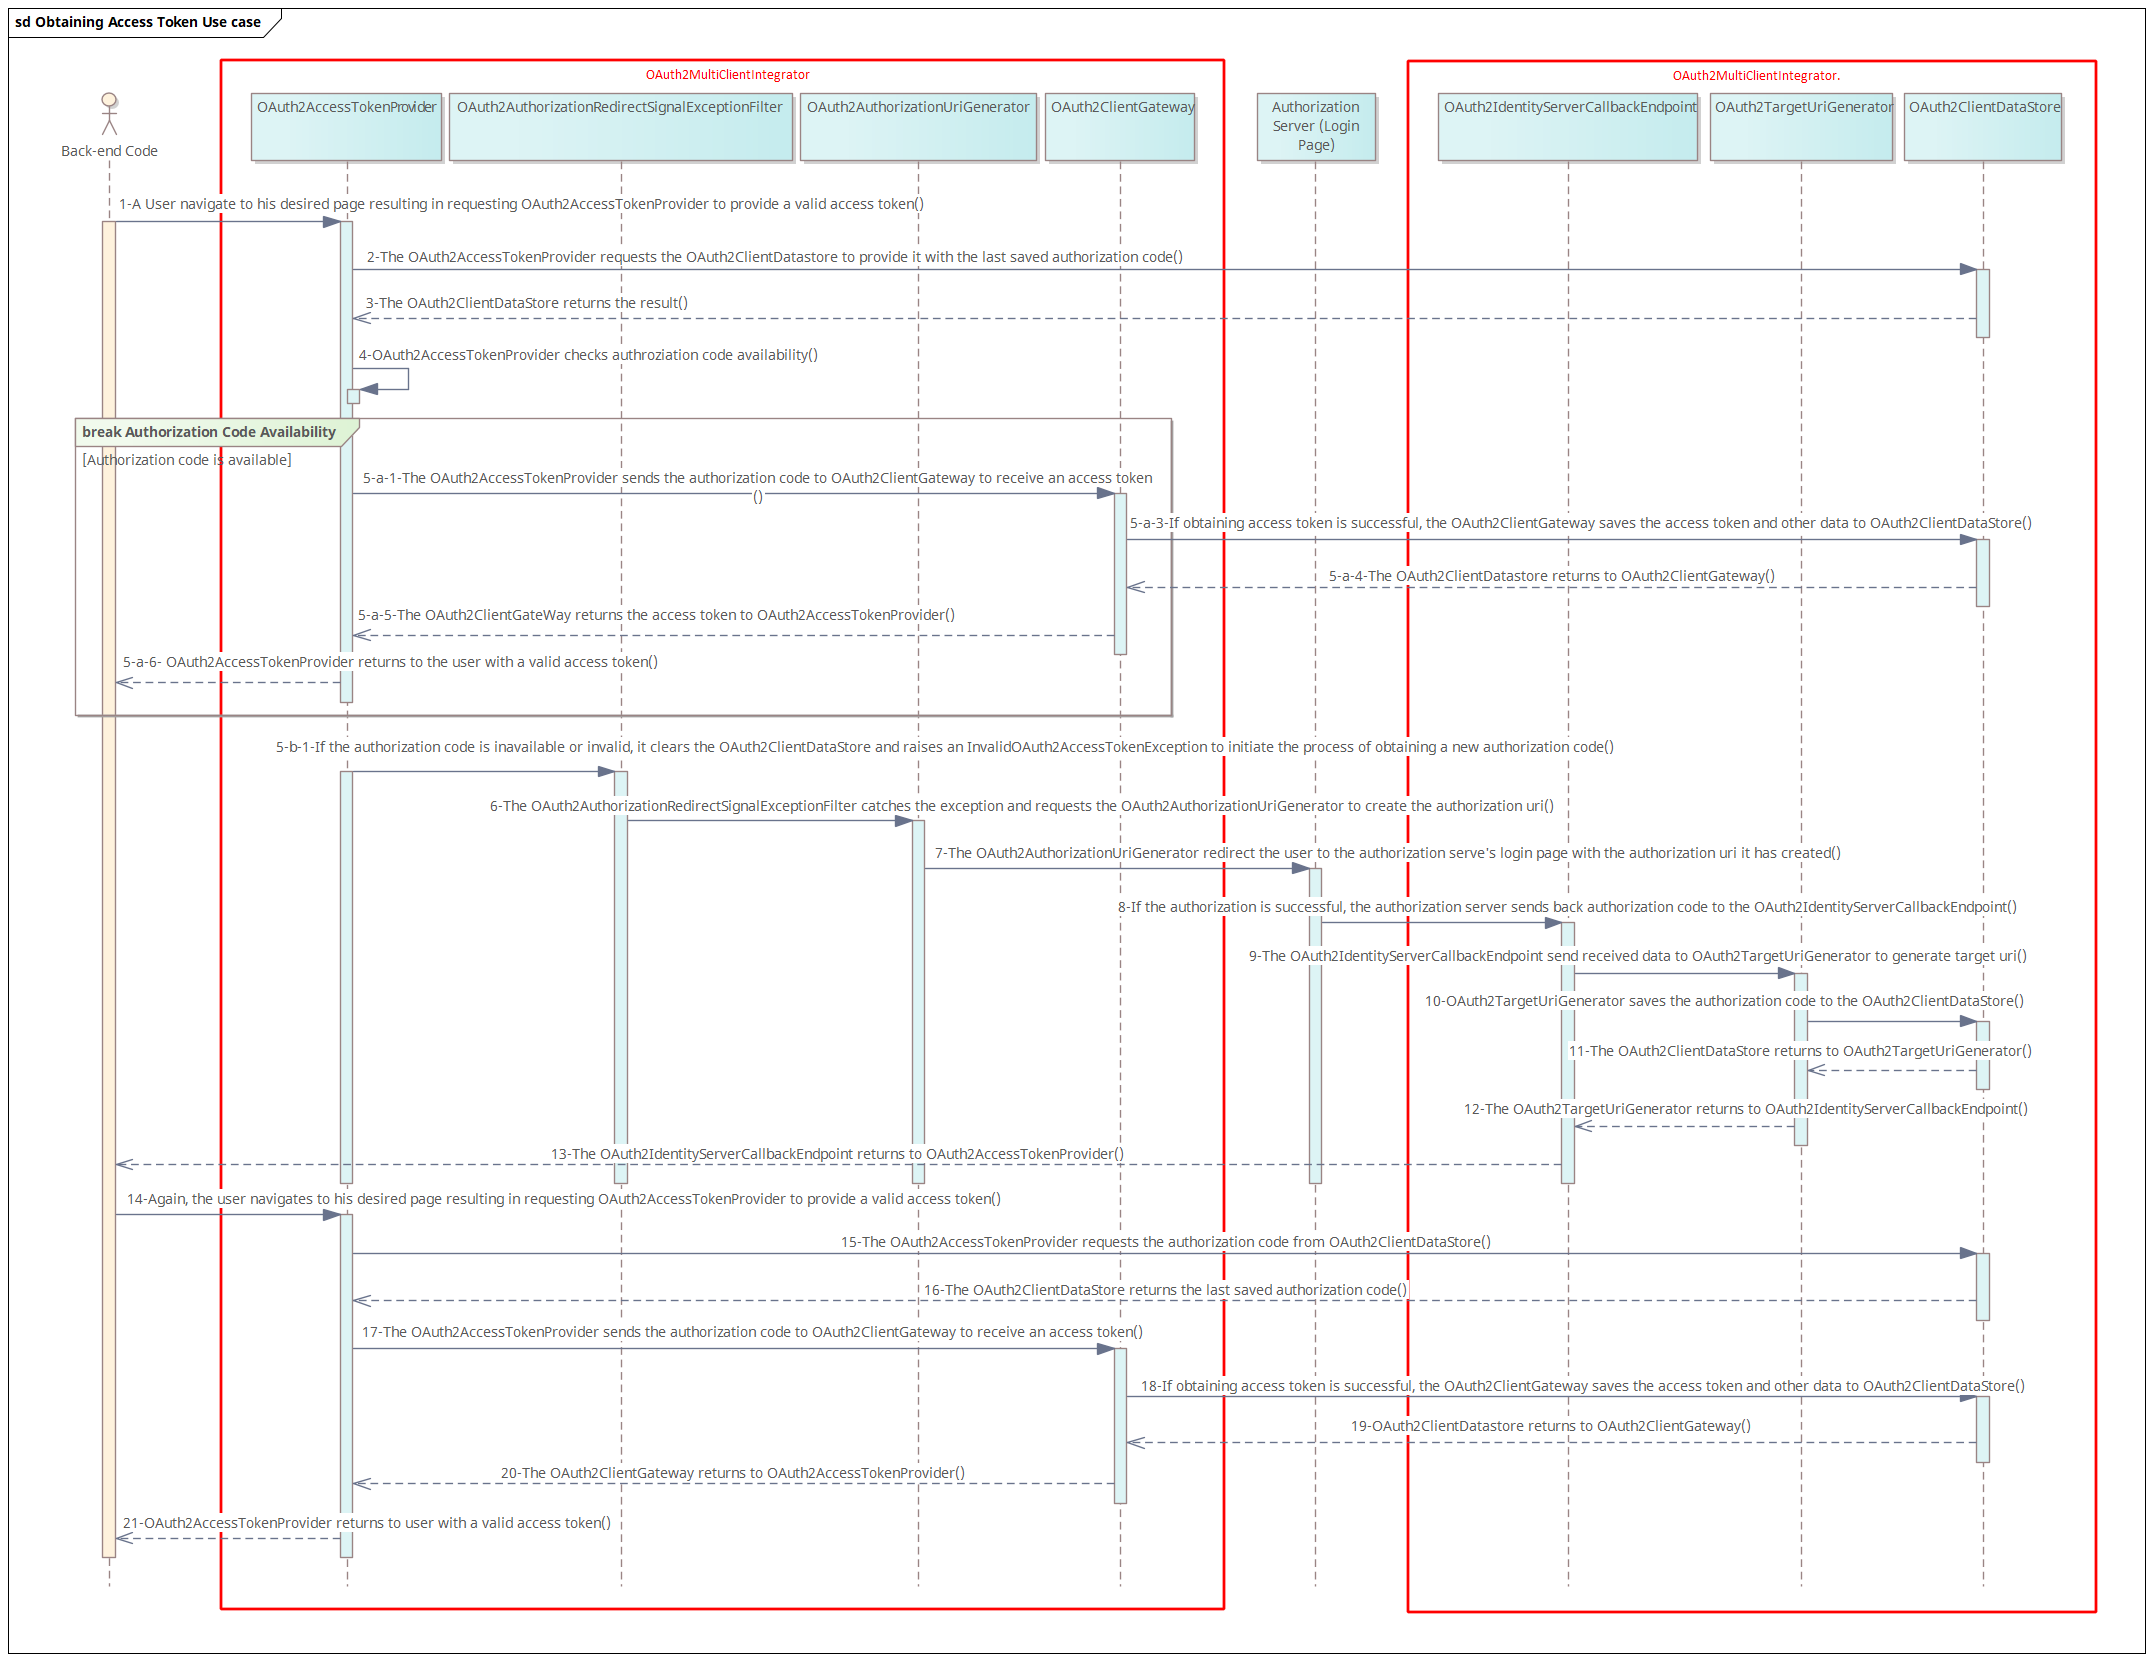 sd Obtaining Access Token Use case
OAuth2MultiClientIntegrator
OAuth2MultiClientIntegrator.
Back-end Code
OAuth2AccessTokenProvider
OAuth2AuthorizationRedirectSignalExceptionFilter
OAuth2AuthorizationUriGenerator
OAuth2ClientGateway
Authorization
Server (Login
Page)
OAuth2IdentityServerCallbackEndpoint
OAuth2TargetUriGenerator
OAuth2ClientDataStore
1-A User navigate to his desired page resulting in requesting OAuth2AccessTokenProvider to provide a valid access token()
2-The OAuth2AccessTokenProvider requests the OAuth2ClientDatastore to provide it with the last saved authorization code()
3-The OAuth2ClientDataStore returns the result()
4-OAuth2AccessTokenProvider checks authroziation code availability()
break Authorization Code Availability
[Authorization code is available]
5-a-1-The OAuth2AccessTokenProvider sends the authorization code to OAuth2ClientGateway to receive an access token
()
5-a-3-If obtaining access token is successful, the OAuth2ClientGateway saves the access token and other data to OAuth2ClientDataStore()
5-a-4-The OAuth2ClientDatastore returns to OAuth2ClientGateway()
5-a-5-The OAuth2ClientGateWay returns the access token to OAuth2AccessTokenProvider()
5-a-6- OAuth2AccessTokenProvider returns to the user with a valid access token()
5-b-1-If the authorization code is inavailable or invalid, it clears the OAuth2ClientDataStore and raises an InvalidOAuth2AccessTokenException to initiate the process of obtaining a new authorization code()
6-The OAuth2AuthorizationRedirectSignalExceptionFilter catches the exception and requests the OAuth2AuthorizationUriGenerator to create the authorization uri()
7-The OAuth2AuthorizationUriGenerator redirect the user to the authorization serve's login page with the authorization uri it has created()
8-If the authorization is successful, the authorization server sends back authorization code to the OAuth2IdentityServerCallbackEndpoint()
9-The OAuth2IdentityServerCallbackEndpoint send received data to OAuth2TargetUriGenerator to generate target uri()
10-OAuth2TargetUriGenerator saves the authorization code to the OAuth2ClientDataStore()
11-The OAuth2ClientDataStore returns to OAuth2TargetUriGenerator()
12-The OAuth2TargetUriGenerator returns to OAuth2IdentityServerCallbackEndpoint()
13-The OAuth2IdentityServerCallbackEndpoint returns to OAuth2AccessTokenProvider()
14-Again, the user navigates to his desired page resulting in requesting OAuth2AccessTokenProvider to provide a valid access token()
15-The OAuth2AccessTokenProvider requests the authorization code from OAuth2ClientDataStore()
16-The OAuth2ClientDataStore returns the last saved authorization code()
17-The OAuth2AccessTokenProvider sends the authorization code to OAuth2ClientGateway to receive an access token()
18-If obtaining access token is successful, the OAuth2ClientGateway saves the access token and other data to OAuth2ClientDataStore()
19-OAuth2ClientDatastore returns to OAuth2ClientGateway()
20-The OAuth2ClientGateway returns to OAuth2AccessTokenProvider()
21-OAuth2AccessTokenProvider returns to user with a valid access token()